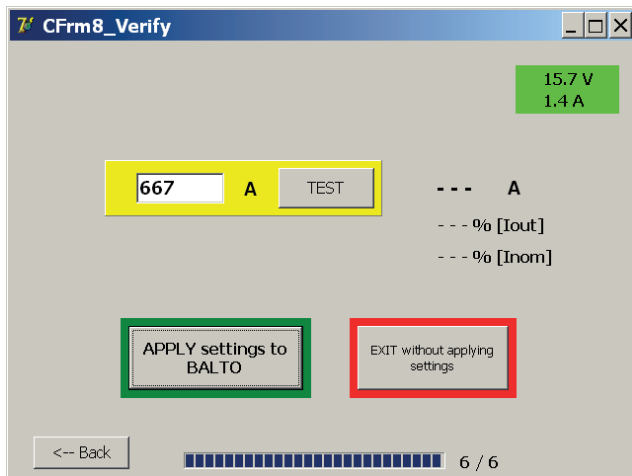 CFrm8_Verify
15.7 V
1.4 A
667 A TEST
--- A
---% [Iout]
---% [Inom]
APPLY settings to
BALTO
EXIT without applying
settings
<-- Back
6 / 6